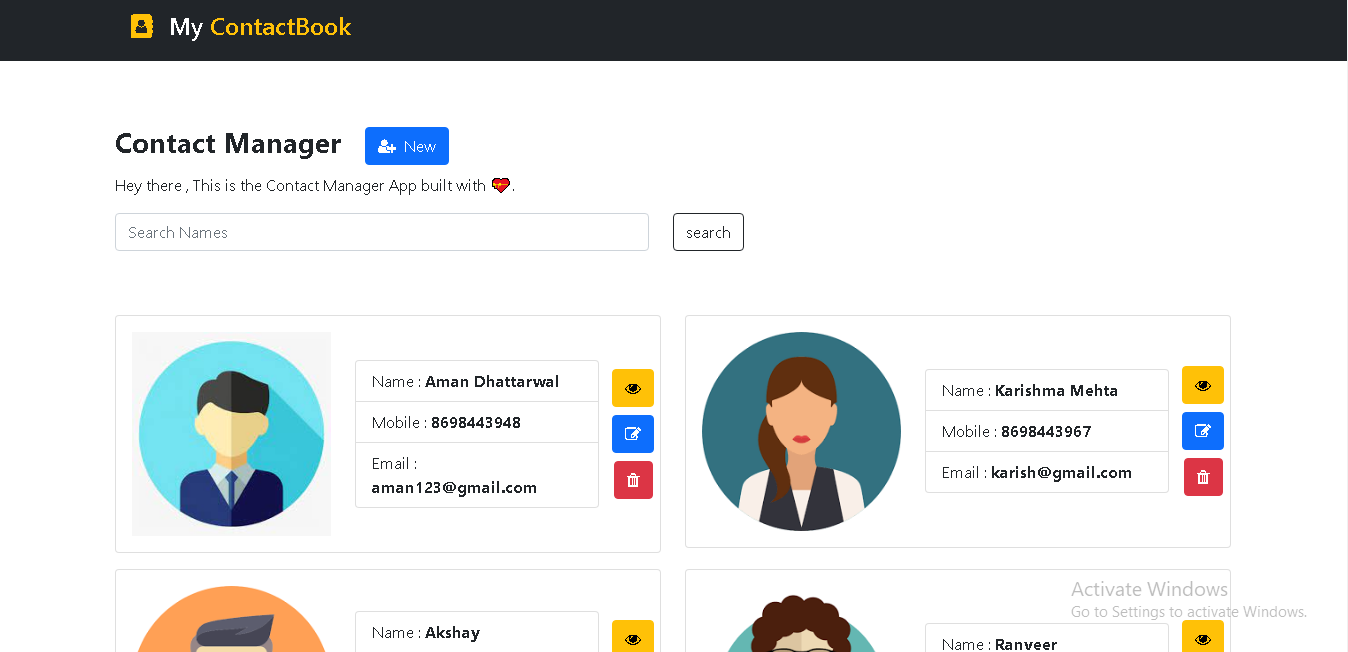 My ContactBook
Contact Manager
New
Hey there , This is the Contact Manager App built with 💝.
Search Names
search
Name : Aman Dhattarwal
Mobile : 8698443948
Email :
aman123@gmail.com
Name : Karishma Mehta
Mobile : 8698443967
Email : karish@gmail.com
Name : Akshay
Name : Ranveer
Activate Windows
Go to Settings to activate Windows.